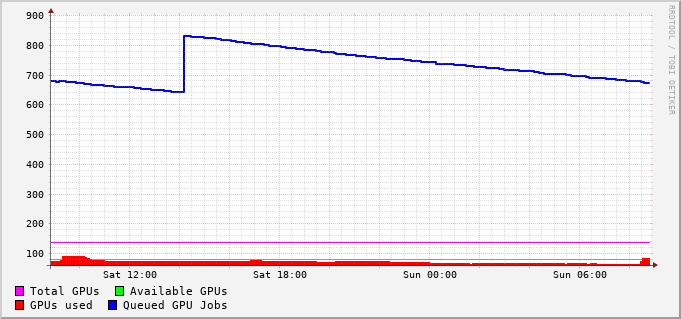 900
800
700
600
500
400
300
200
100
Sat 12:00 Sat 18:00 Sun 00:00 Sun 06:00
Total GPUs Available GPUs
GPUs used Queued GPU Jobs
RRDTOOL / TOBI OETIKER